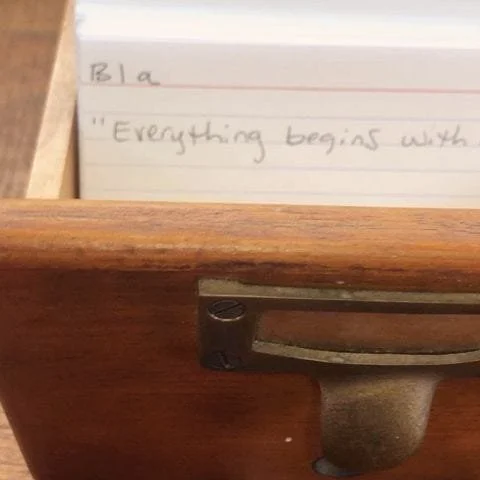 Bla
"Everything begins with